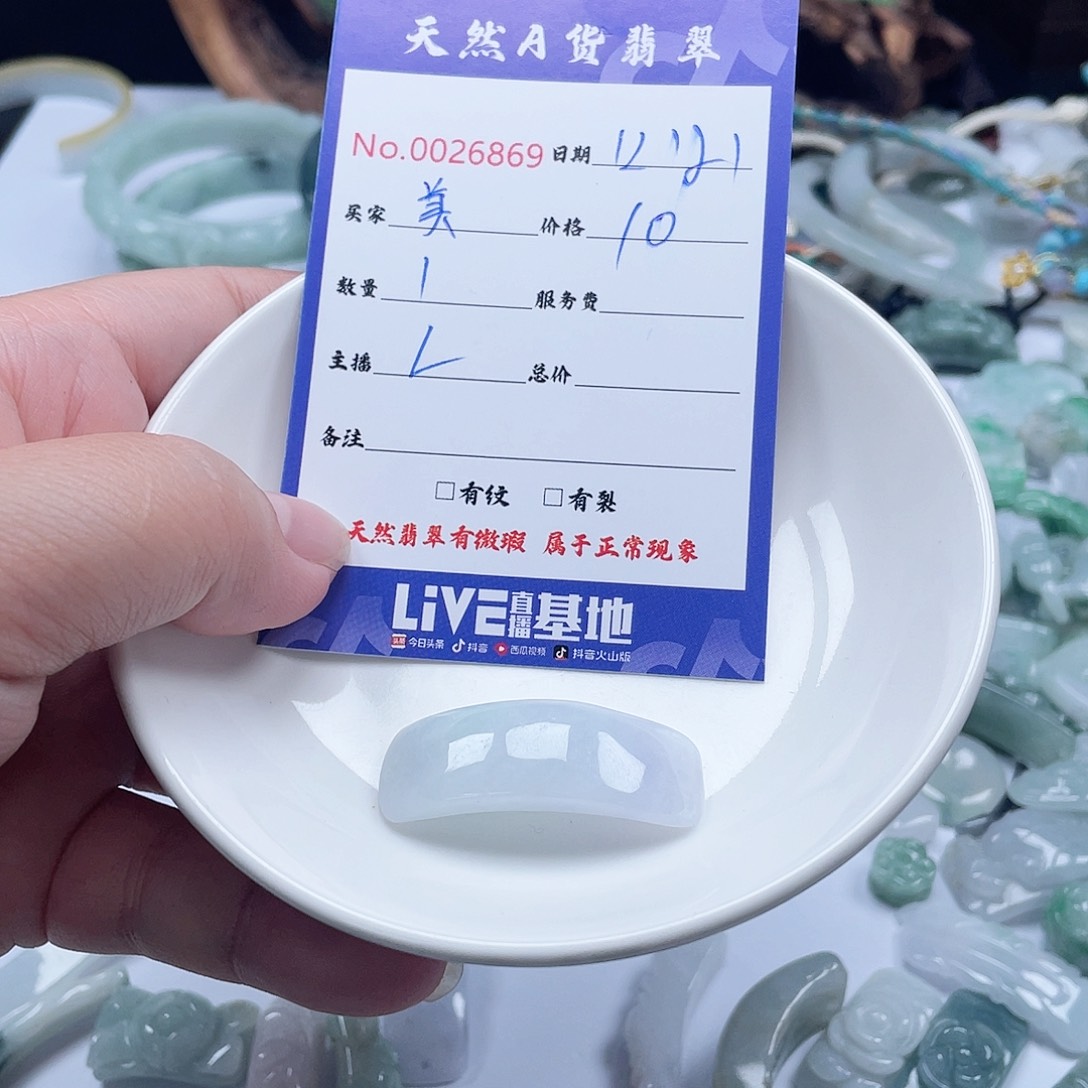 天然A货翡翠
No.0026869 日期
买家 美 价格 10
数量 1 服务费
主播 L 总价
备注
□有纹 □有裂
天然翡翠有微瑕 属于正常现象
LiVE直播基地
头条 今日头条 抖音 西瓜视频 抖音火山版